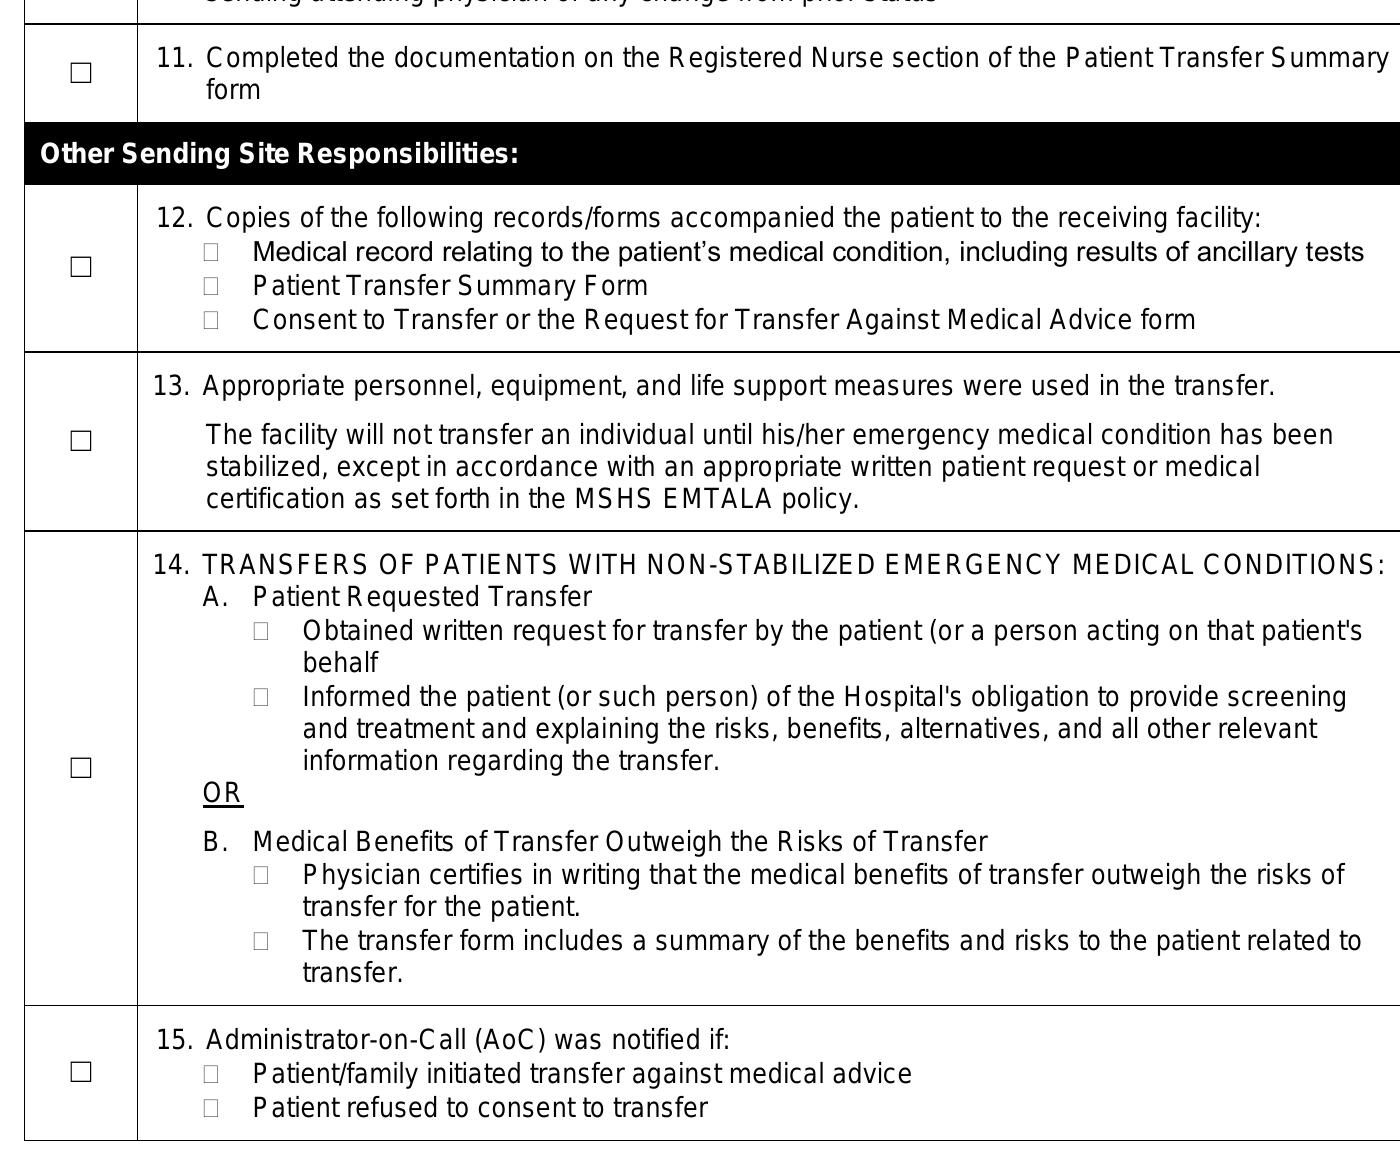 sending attending physician of any change from prior status
☐ 11. Completed the documentation on the Registered Nurse section of the Patient Transfer Summary
form
Other Sending Site Responsibilities:
☐ 12. Copies of the following records/forms accompanied the patient to the receiving facility:
☐ Medical record relating to the patient’s medical condition, including results of ancillary tests
☐ Patient Transfer Summary Form
☐ Consent to Transfer or the Request for Transfer Against Medical Advice form
☐ 13. Appropriate personnel, equipment, and life support measures were used in the transfer.
The facility will not transfer an individual until his/her emergency medical condition has been
stabilized, except in accordance with an appropriate written patient request or medical
certification as set forth in the MSHS EMTALA policy.
☐ 14. TRANSFERS OF PATIENTS WITH NON-STABILIZED EMERGENCY MEDICAL CONDITIONS:
A. Patient Requested Transfer
☐ Obtained written request for transfer by the patient (or a person acting on that patient's
behalf
☐ Informed the patient (or such person) of the Hospital's obligation to provide screening
and treatment and explaining the risks, benefits, alternatives, and all other relevant
information regarding the transfer.
OR
B. Medical Benefits of Transfer Outweigh the Risks of Transfer
☐ Physician certifies in writing that the medical benefits of transfer outweigh the risks of
transfer for the patient.
☐ The transfer form includes a summary of the benefits and risks to the patient related to
transfer.
☐ 15. Administrator-on-Call (AoC) was notified if:
☐ Patient/family initiated transfer against medical advice
☐ Patient refused to consent to transfer